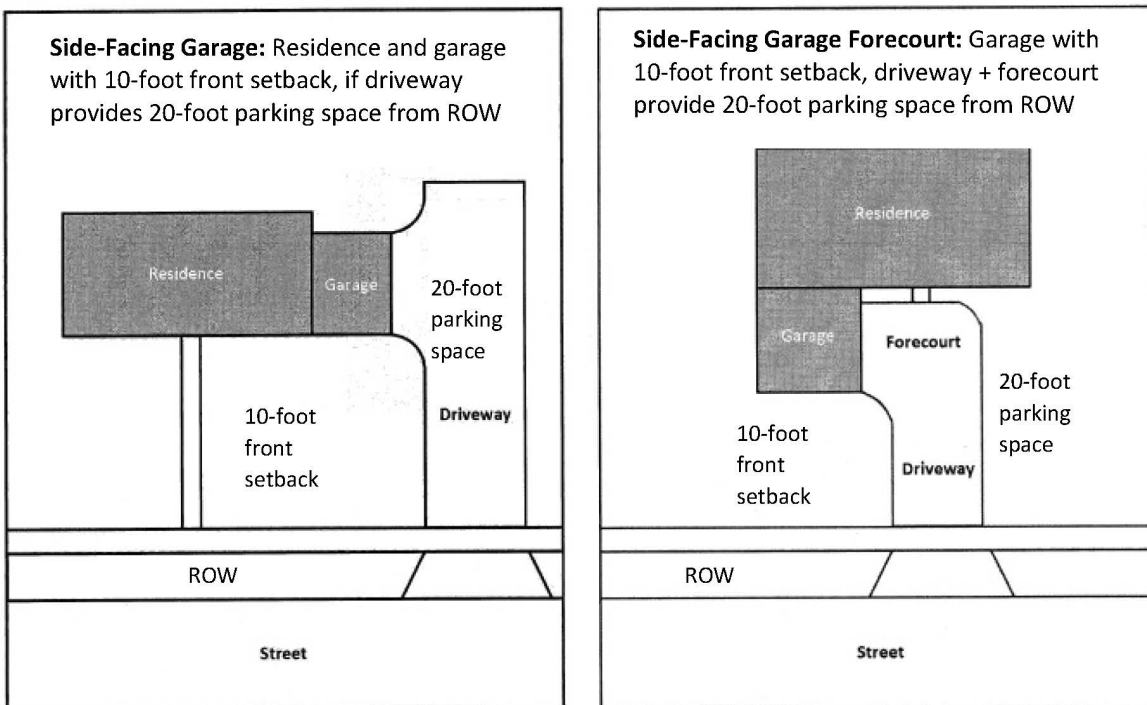 Side-Facing Garage: Residence and garage
with 10-foot front setback, if driveway
provides 20-foot parking space from ROW
Residence
Garage
20-foot
parking
space
10-foot
front
setback
Driveway
ROW
Street
Side-Facing Garage Forecourt: Garage with
10-foot front setback, driveway + forecourt
provide 20-foot parking space from ROW
Residence
Garage
Forecourt
20-foot
parking
space
10-foot
front
setback
Driveway
ROW
Street